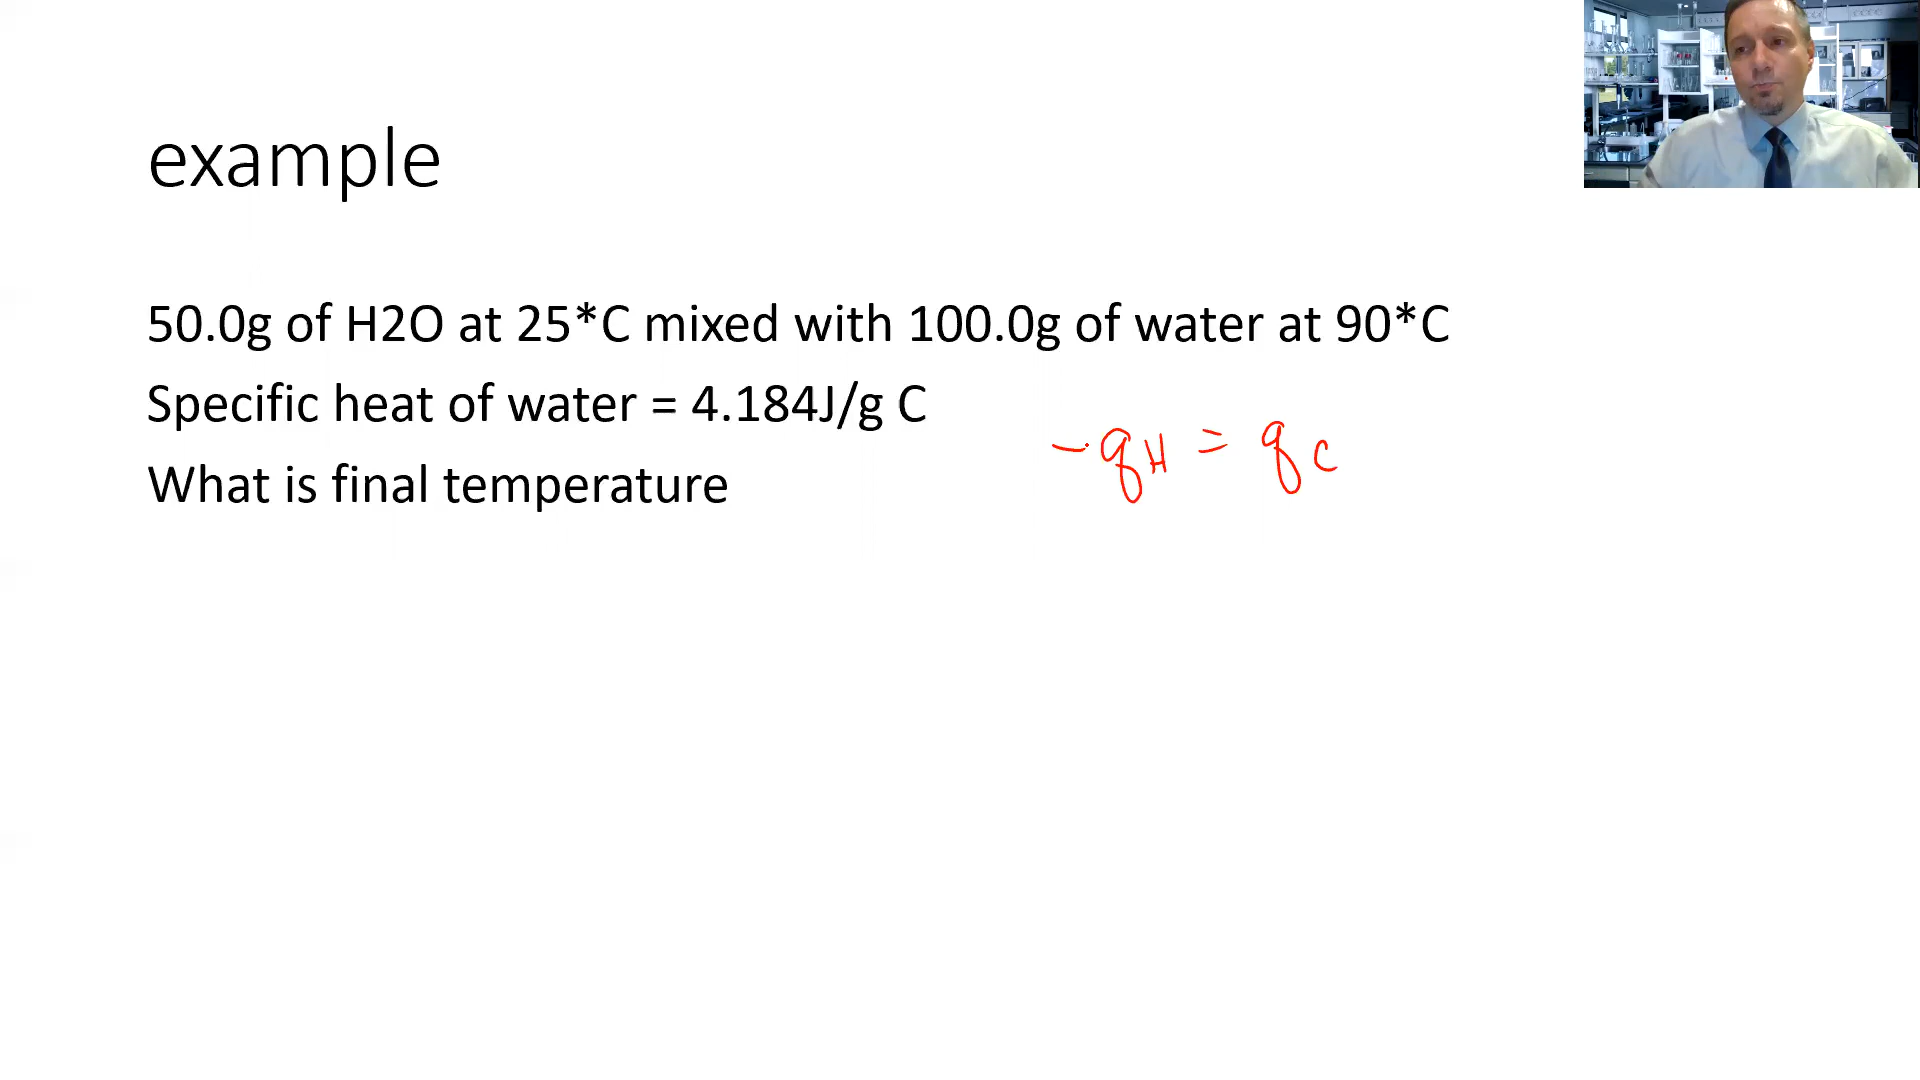 example
50.0g of H2O at 25*C mixed with 100.0g of water at 90*C
Specific heat of water = 4.184J/g C
What is final temperature
-qH = qC